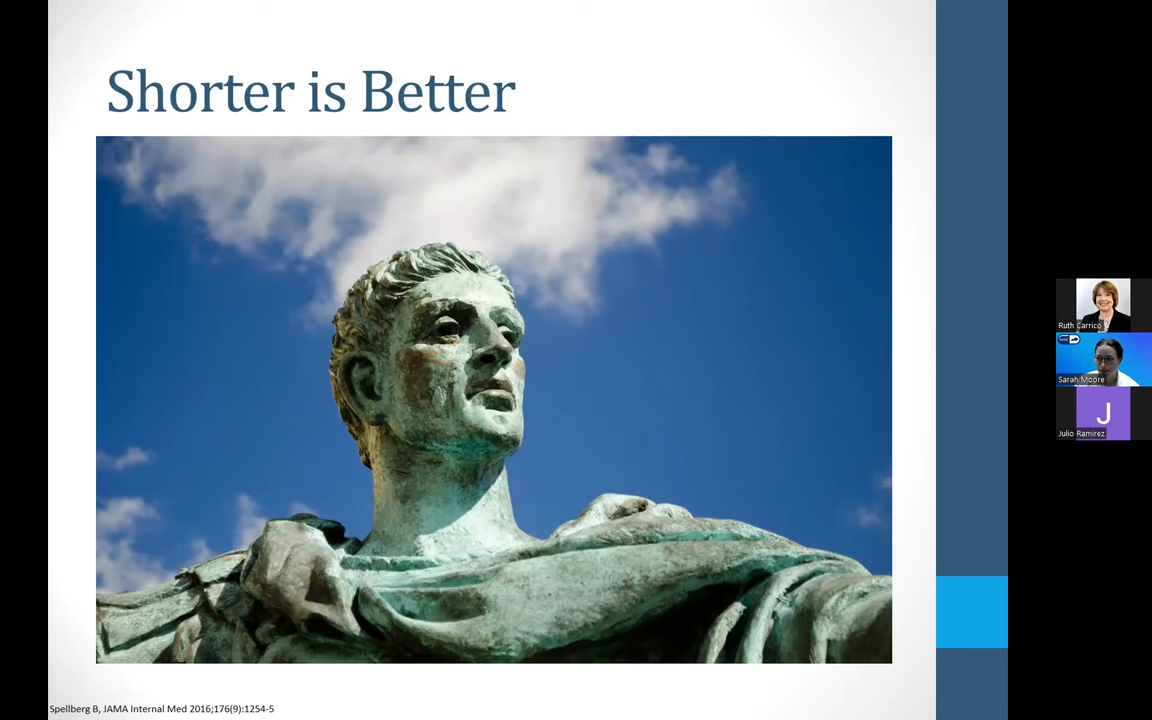 Shorter is Better
Ruth Carrico
Sarah Moore
J
Julio Ramirez
Spellberg B, JAMA Internal Med 2016;176(9):1254-5